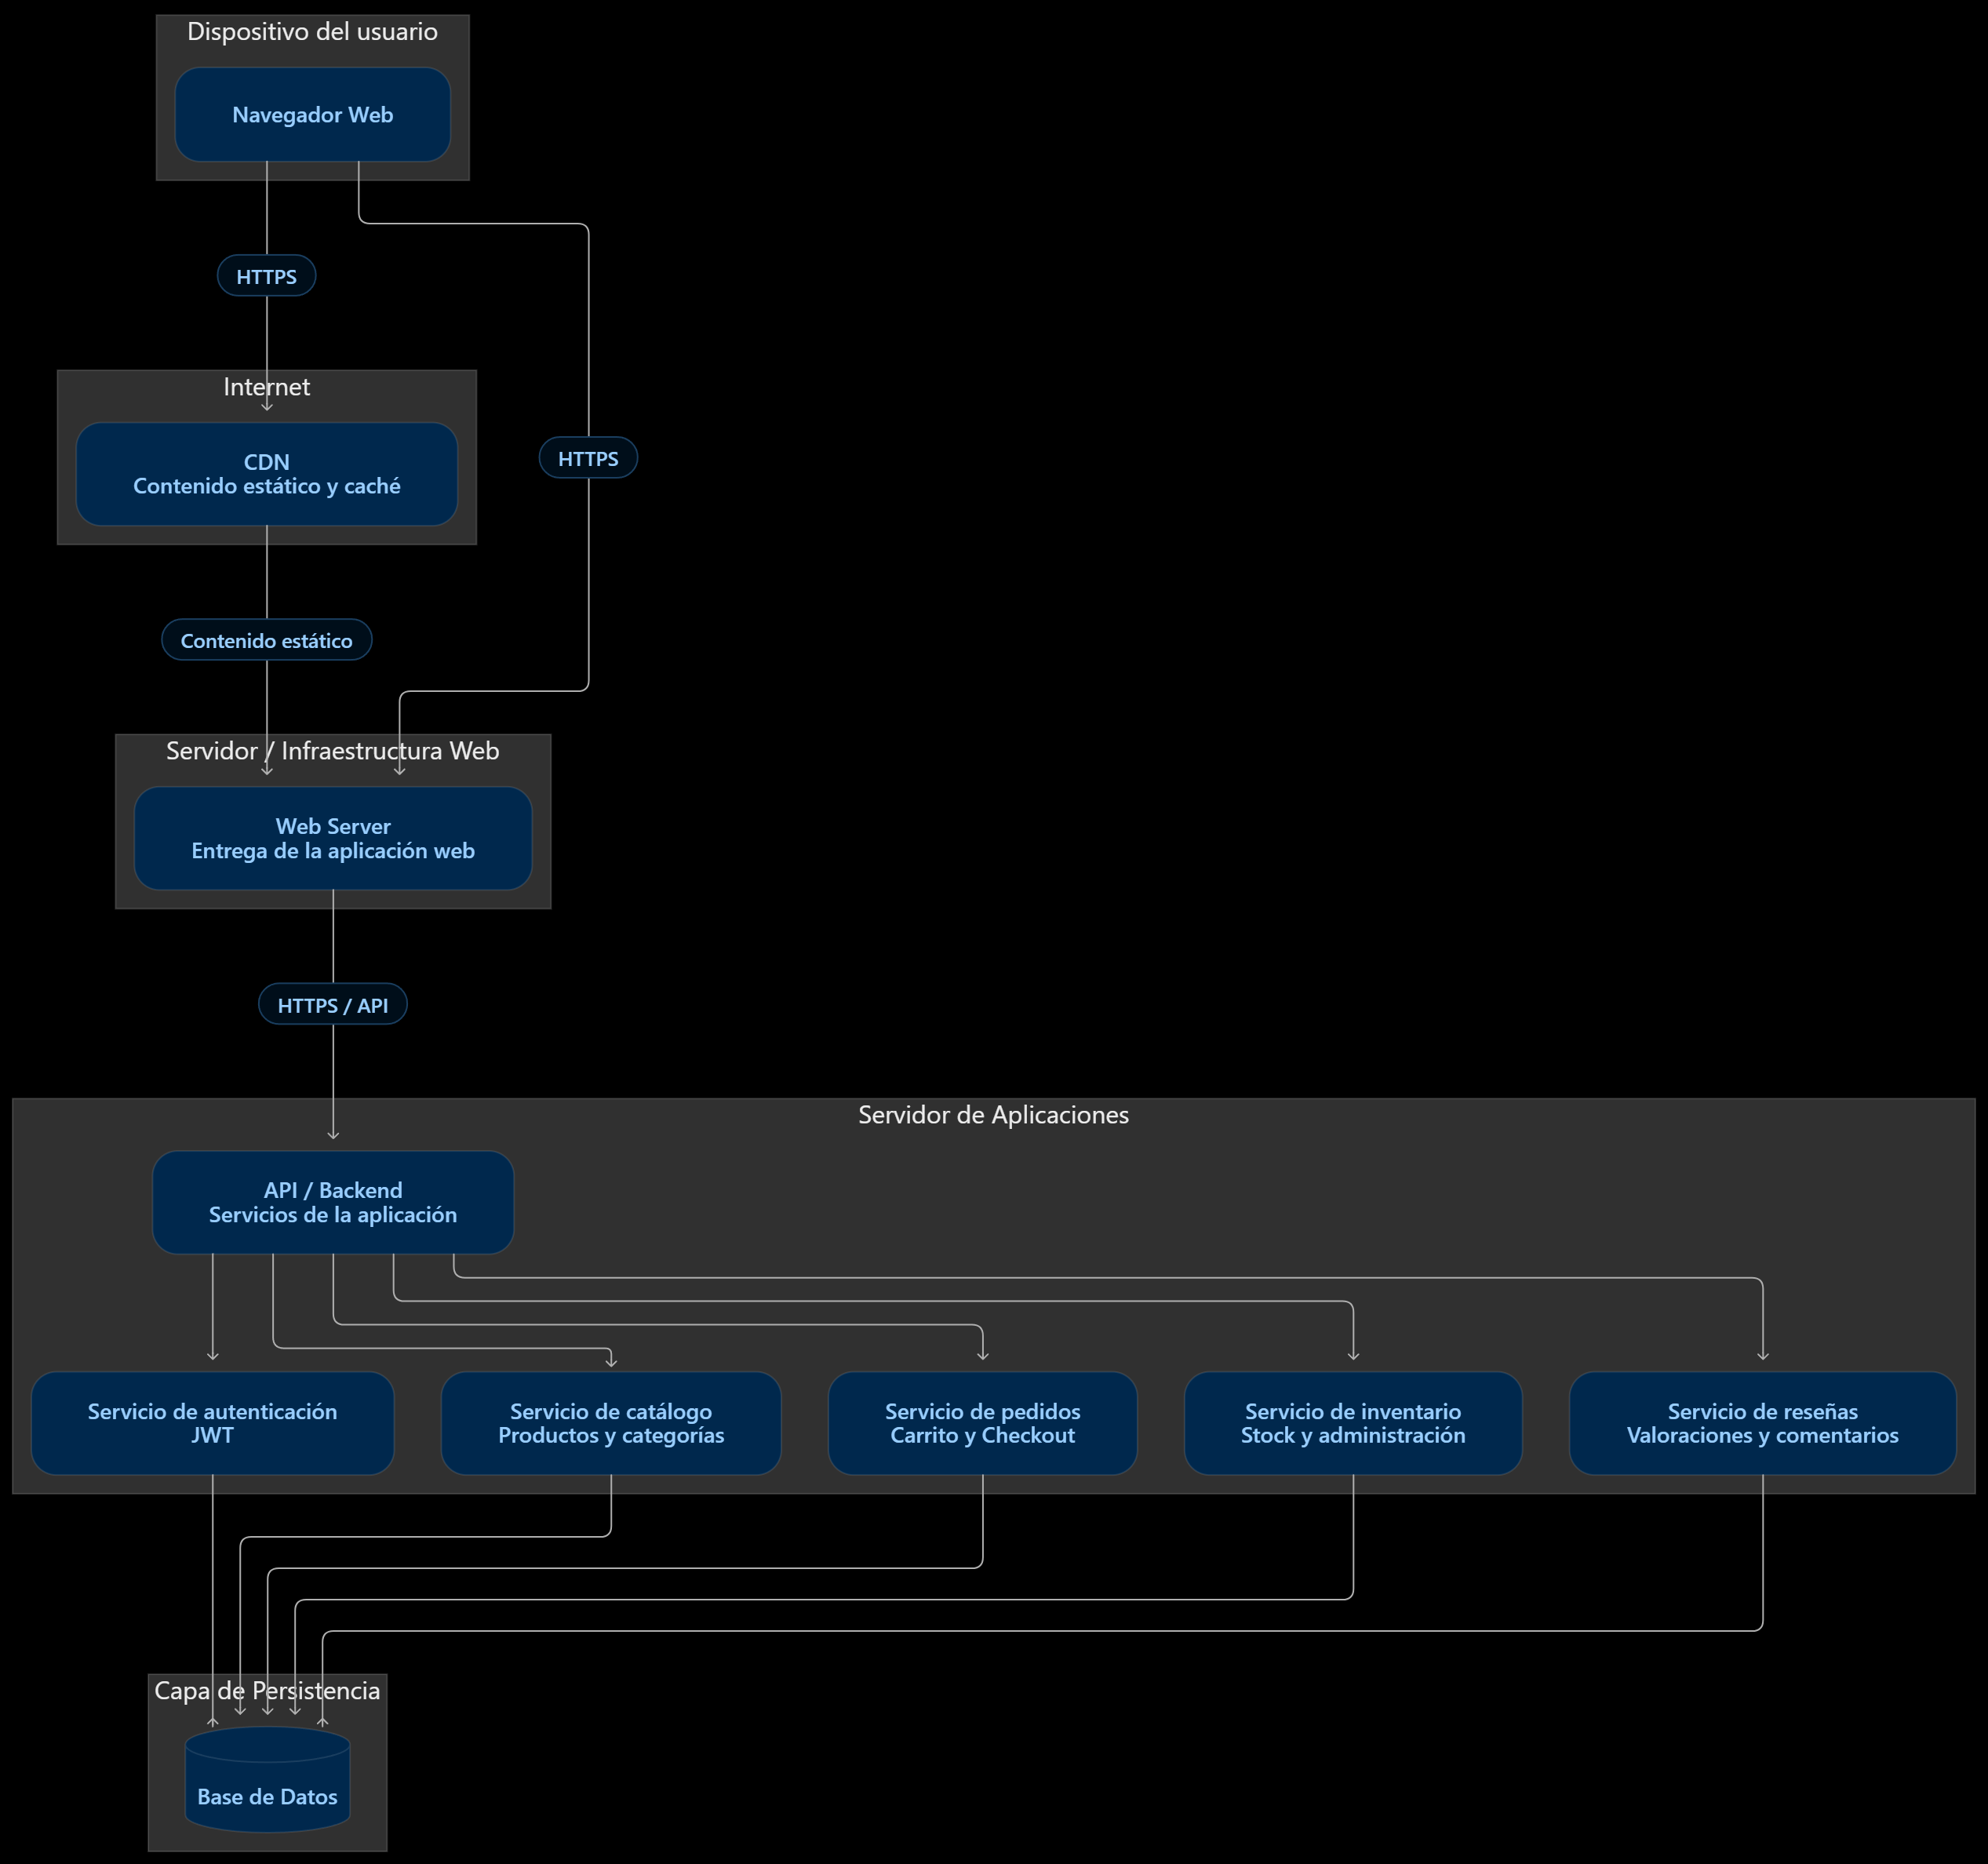 Dispositivo del usuario
Navegador Web
HTTPS
Internet
CDN
Contenido estático y caché
HTTPS
Contenido estático
Servidor / Infraestructura Web
Web Server
Entrega de la aplicación web
HTTPS / API
Servidor de Aplicaciones
API / Backend
Servicios de la aplicación
Servicio de autenticación
JWT
Servicio de catálogo
Productos y categorías
Servicio de pedidos
Carrito y Checkout
Servicio de inventario
Stock y administración
Servicio de reseñas
Valoraciones y comentarios
Capa de Persistencia
Base de Datos